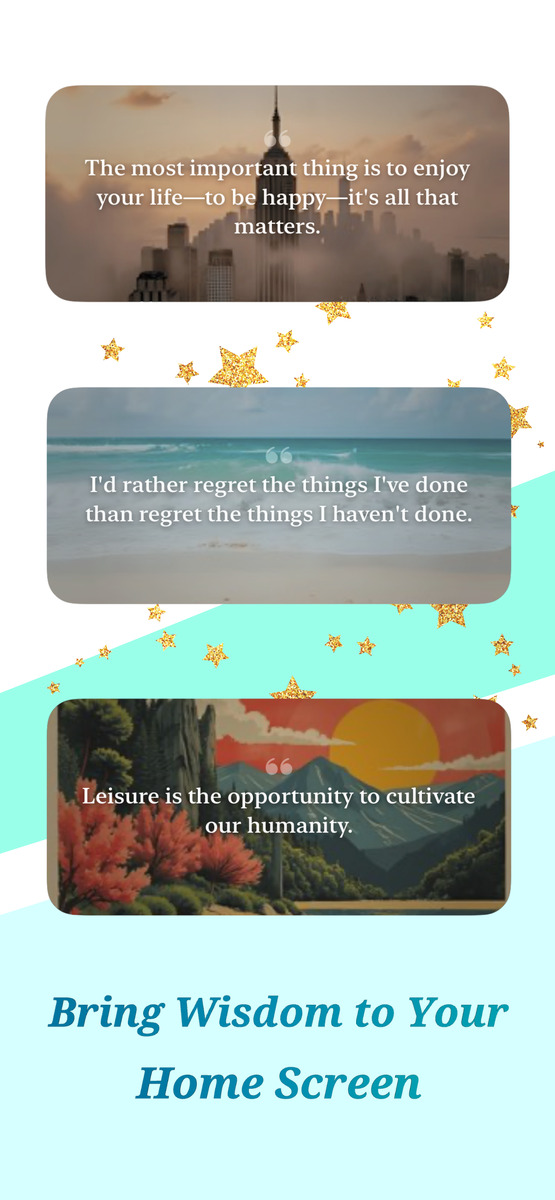 “
The most important thing is to enjoy
your life—to be happy—it's all that
matters.
“
I'd rather regret the things I've done
than regret the things I haven't done.
“
Leisure is the opportunity to cultivate
our humanity.
Bring Wisdom to Your
Home Screen